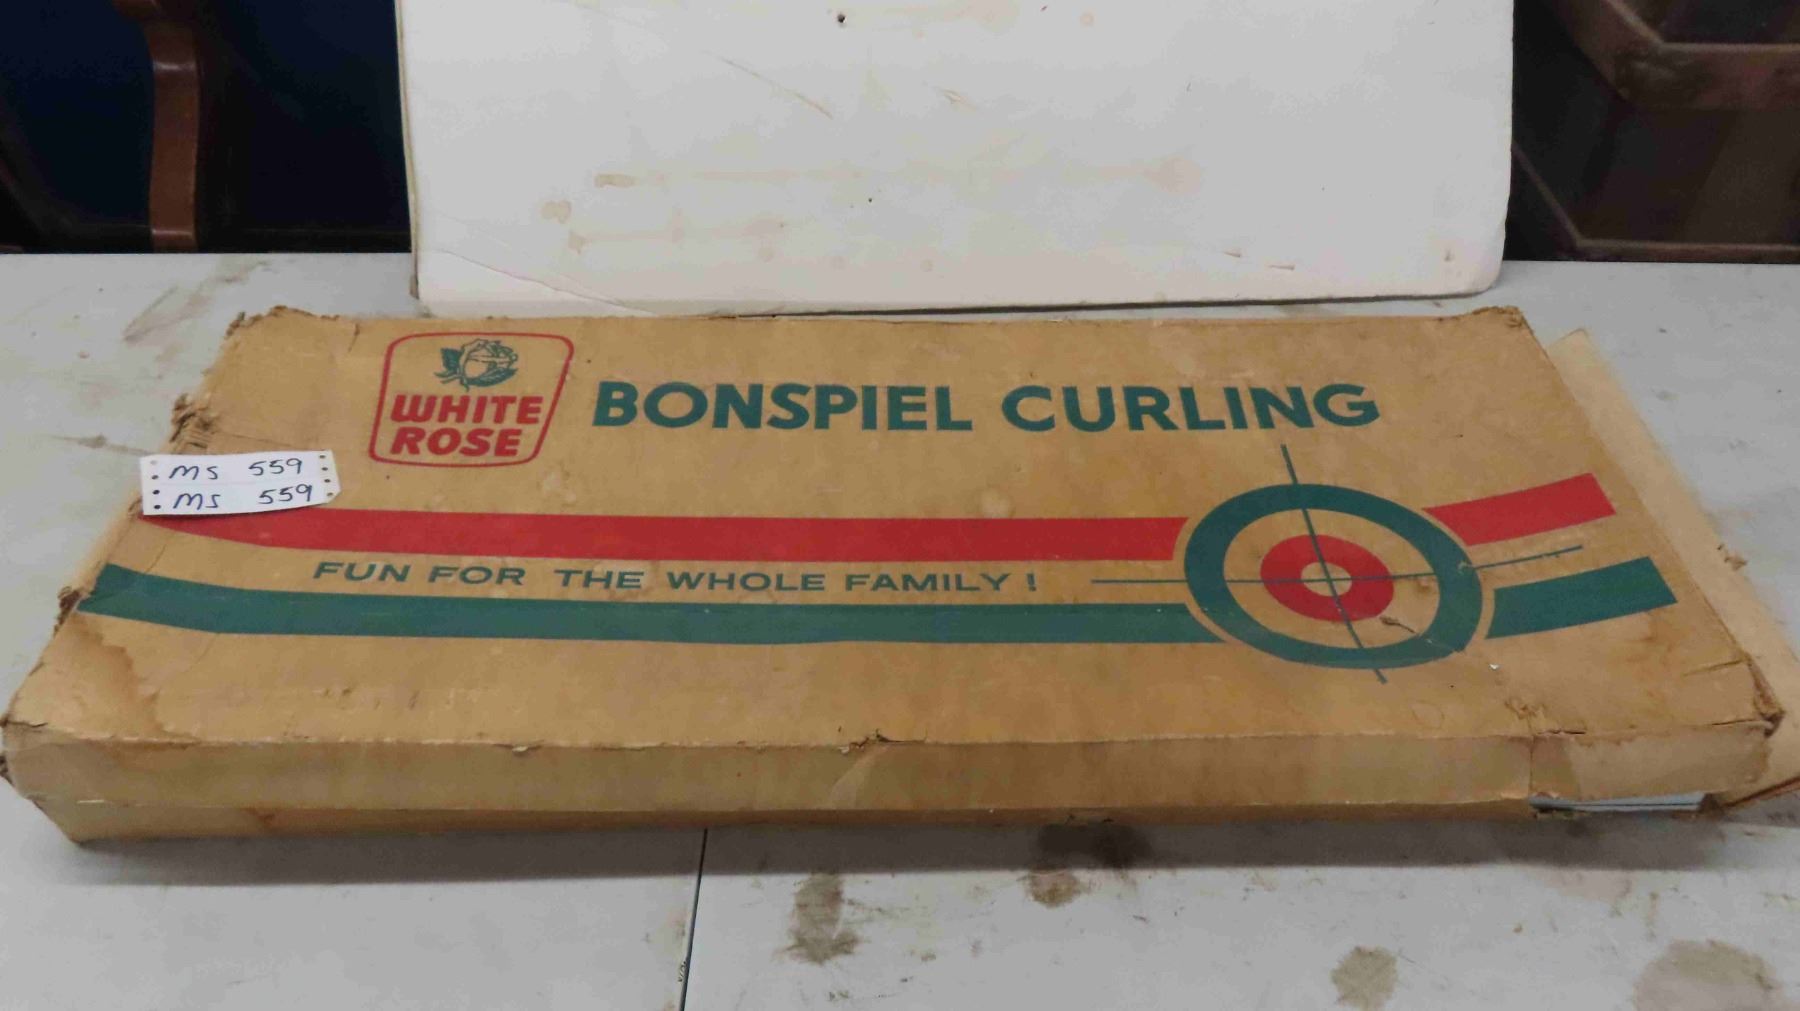 WHITE
ROSE
BONSPIEL CURLING
MS 559
MS 559
FUN FOR THE WHOLE FAMILY!